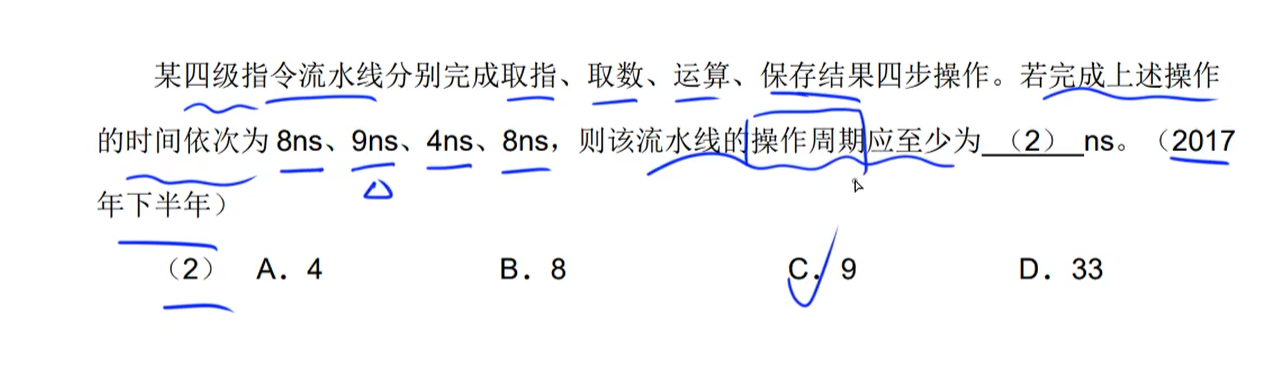 某四级指令流水线分别完成取指、取数、运算、保存结果四步操作。若完成上述操作
的时间依次为 8ns、9ns、4ns、8ns，则该流水线的操作周期应至少为 （2） ns。（2017
年下半年）
（2） A. 4 B. 8 C. 9 D. 33